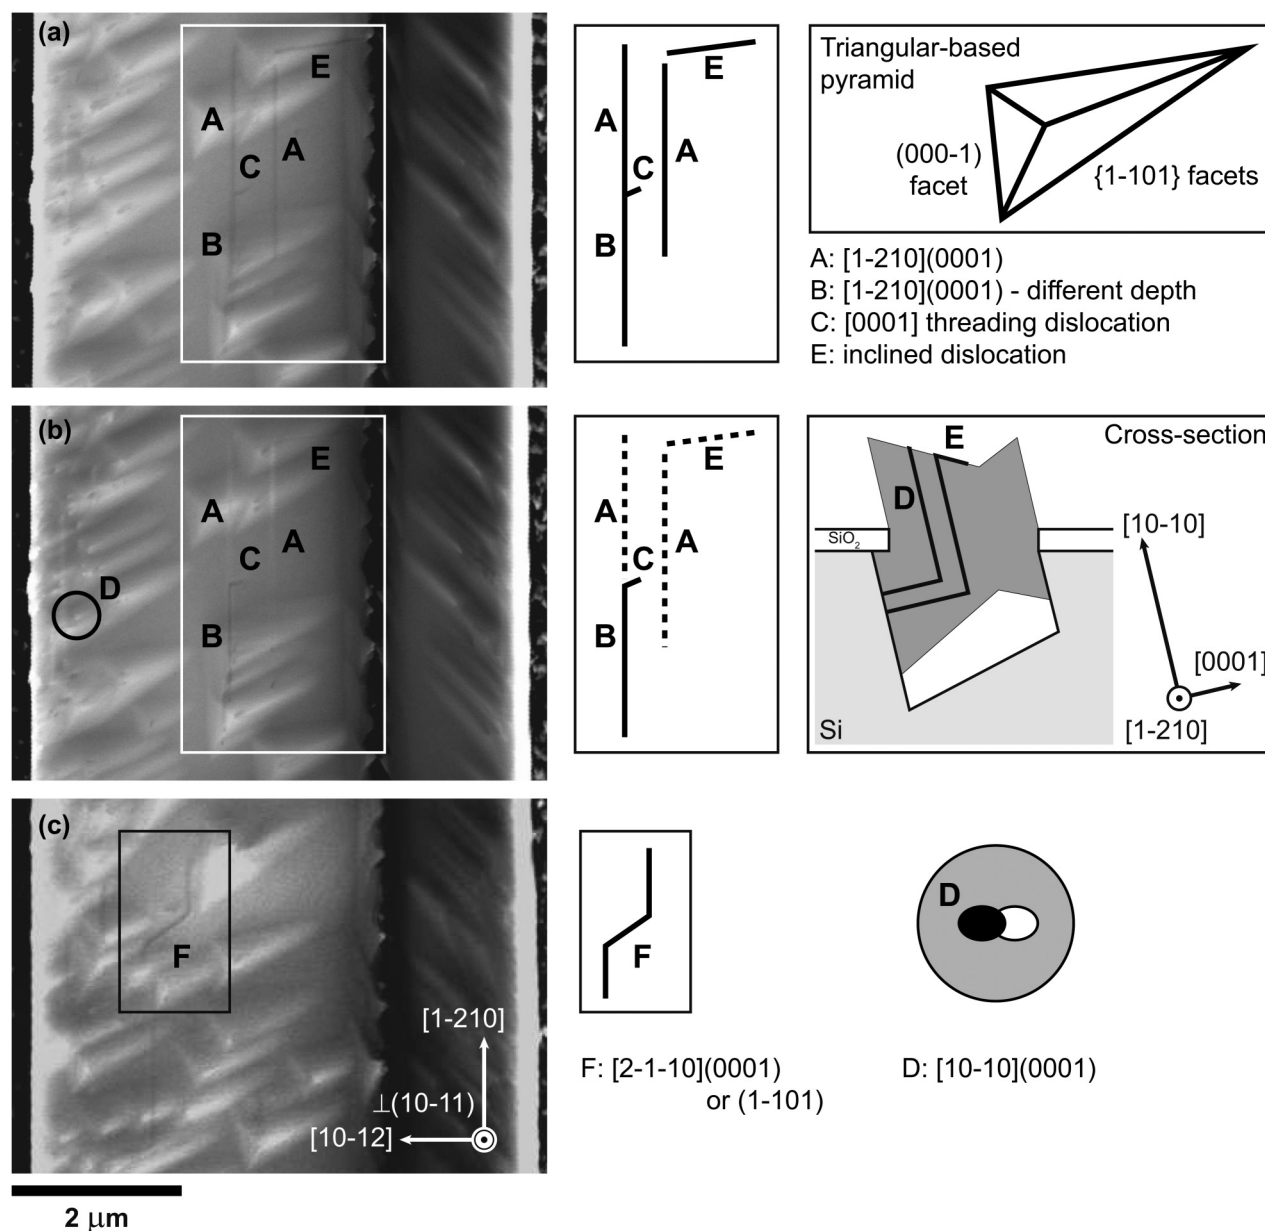 (a)
A
C
A
B
E
A
C
A
B
E
Triangular-based
pyramid
(000-1)
facet
{1-101} facets
A: [1-210](0001)
B: [1-210](0001) - different depth
C: [0001] threading dislocation
E: inclined dislocation
(b)
D
A
C
A
B
E
A
C
A
B
E
Cross-section
E
D
SiO2
Si
[10-10]
[0001]
[1-210]
(c)
F
[1-210]
⊥(10-11)
[10-12]
2 μm
F
F: [2-1-10](0001)
or (1-101)
D
D: [10-10](0001)